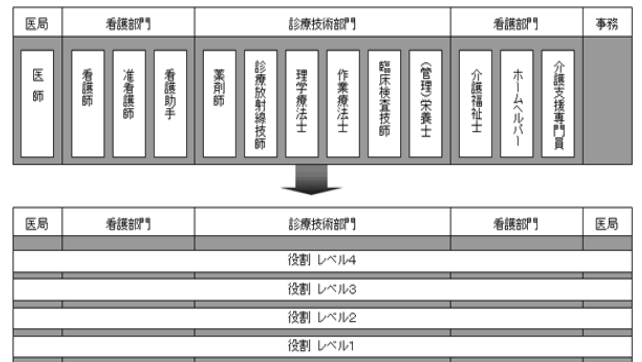 医局 看護部門 診療技術部門 看護部門 事務
医師
看護師
准看護師
看護助手
薬剤師
診療放射線技師
理学療法士
作業療法士
臨床検査技師
(管理)栄養士
介護福祉士
ホームヘルパー
介護支援専門員
医局 看護部門 診療技術部門 看護部門 医局
役割 レベル4
役割 レベル3
役割 レベル2
役割 レベル1